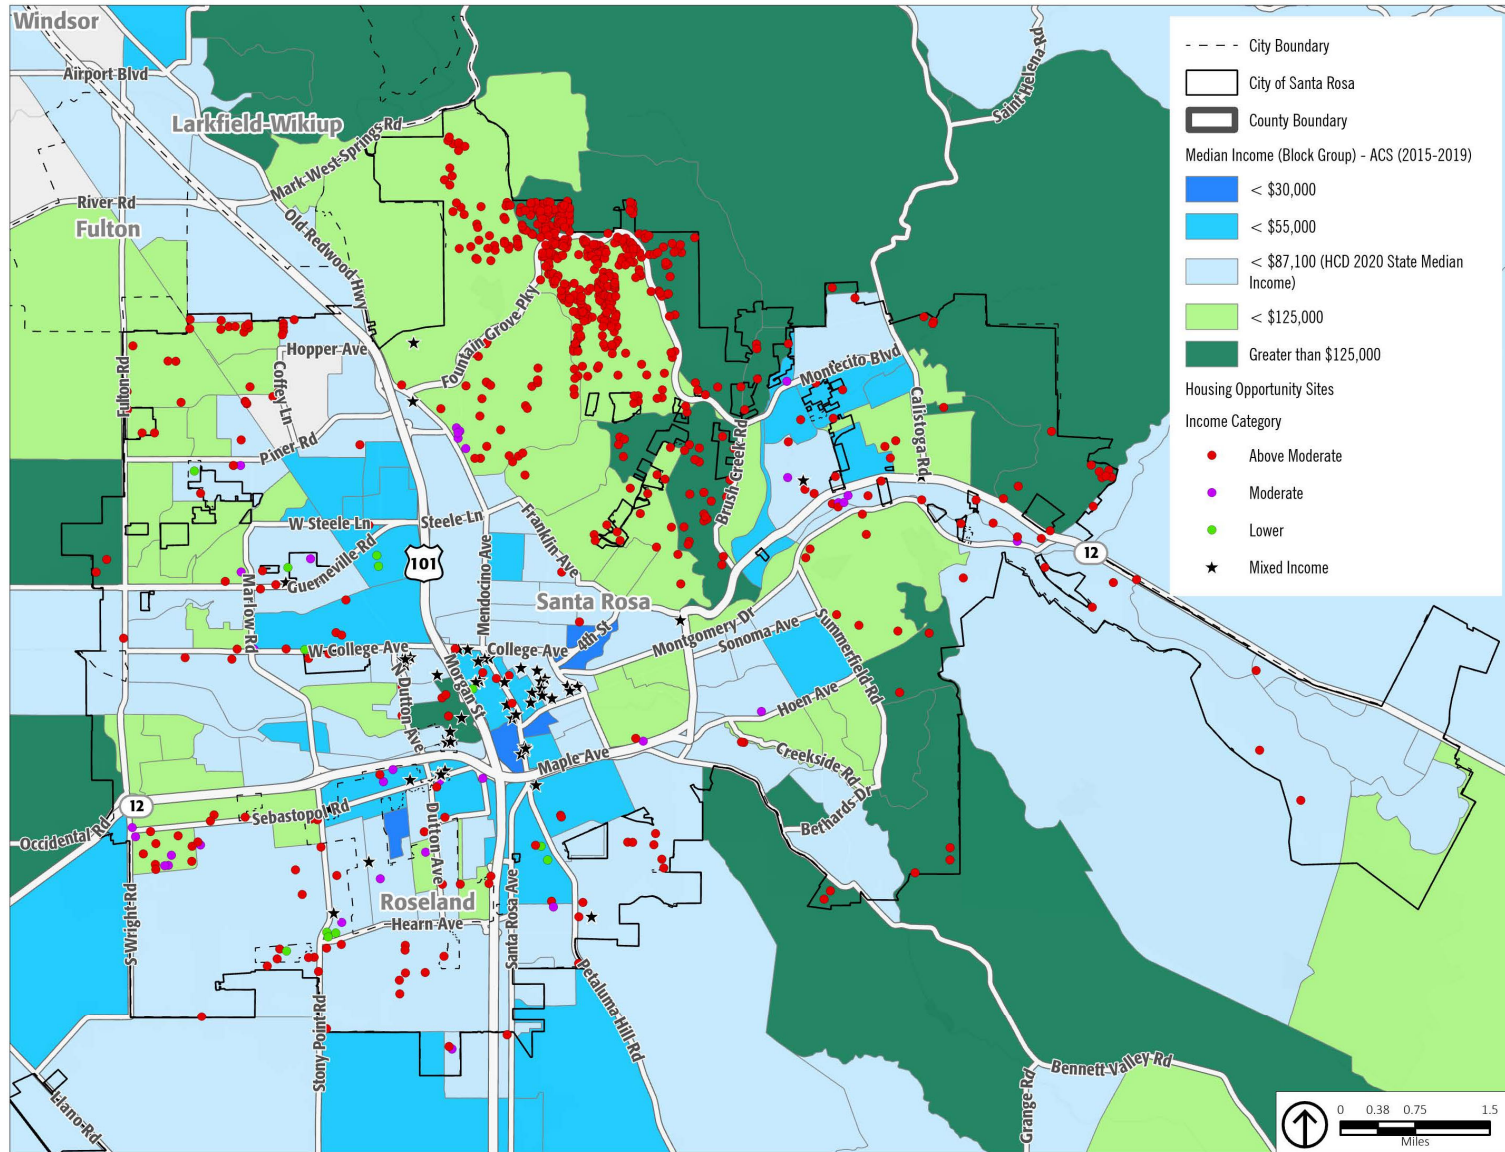 Windsor
Airport Blvd
Larkfield-Wikiup
Mark West Springs Rd
River Rd
Fulton
Old Redwood Hwy
Saint Helena Rd
Fountain Grove Pky
Hopper Ave
Coffey Ln
Fulton Rd
Piner Rd
Montecito Blvd
Calistoga Rd
Brush Creek Rd
W Steele Ln
Steele Ln
Guerneville Rd
101
Franklin Ave
Mendocino Ave
Marlow Rd
Santa Rosa
4th St
Montgomery Dr
Sonoma Ave
Summerfield Rd
12
W College Ave
College Ave
N Dutton Ave
Morgan St
Hoen Ave
Maple Ave
Creekside Rd
Bethards Dr
12
Sebastopol Rd
Occidental Rd
Dutton Ave
S Wright Rd
Roseland
Hearn Ave
Santa Rosa Ave
Petaluma Hill Rd
Stony Point Rd
Llano Rd
Bennett Valley Rd
Grange Rd
City Boundary
City of Santa Rosa
County Boundary
Median Income (Block Group) - ACS (2015-2019)
< $30,000
< $55,000
< $87,100 (HCD 2020 State Median
Income)
< $125,000
Greater than $125,000
Housing Opportunity Sites
Income Category
Above Moderate
Moderate
Lower
Mixed Income
0 0.38 0.75 1.5
Miles